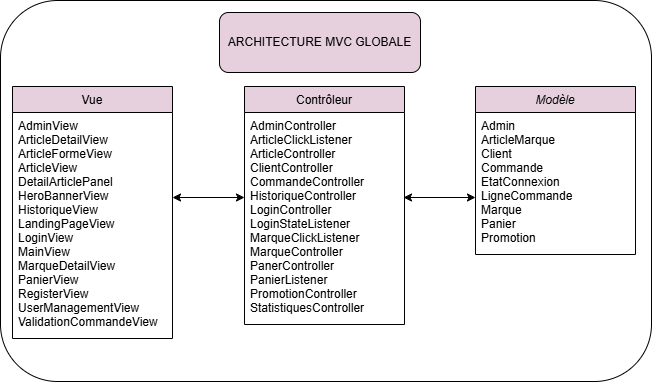 ARCHITECTURE MVC GLOBALE
Vue
AdminView
ArticleDetailView
ArticleFormeView
ArticleView
DetailArticlePanel
HeroBannerView
HistoriqueView
LandingPageView
LoginView
MainView
MarqueDetailView
PanierView
RegisterView
UserManagementView
ValidationCommandeView
Contrôleur
AdminController
ArticleClickListener
ArticleController
ClientController
CommandeController
HistoriqueController
LoginController
LoginStateListener
MarqueClickListener
MarqueController
PanerController
PanierListener
PromotionController
StatistiquesController
Modèle
Admin
ArticleMarque
Client
Commande
EtatConnexion
LigneCommande
Marque
Panier
Promotion